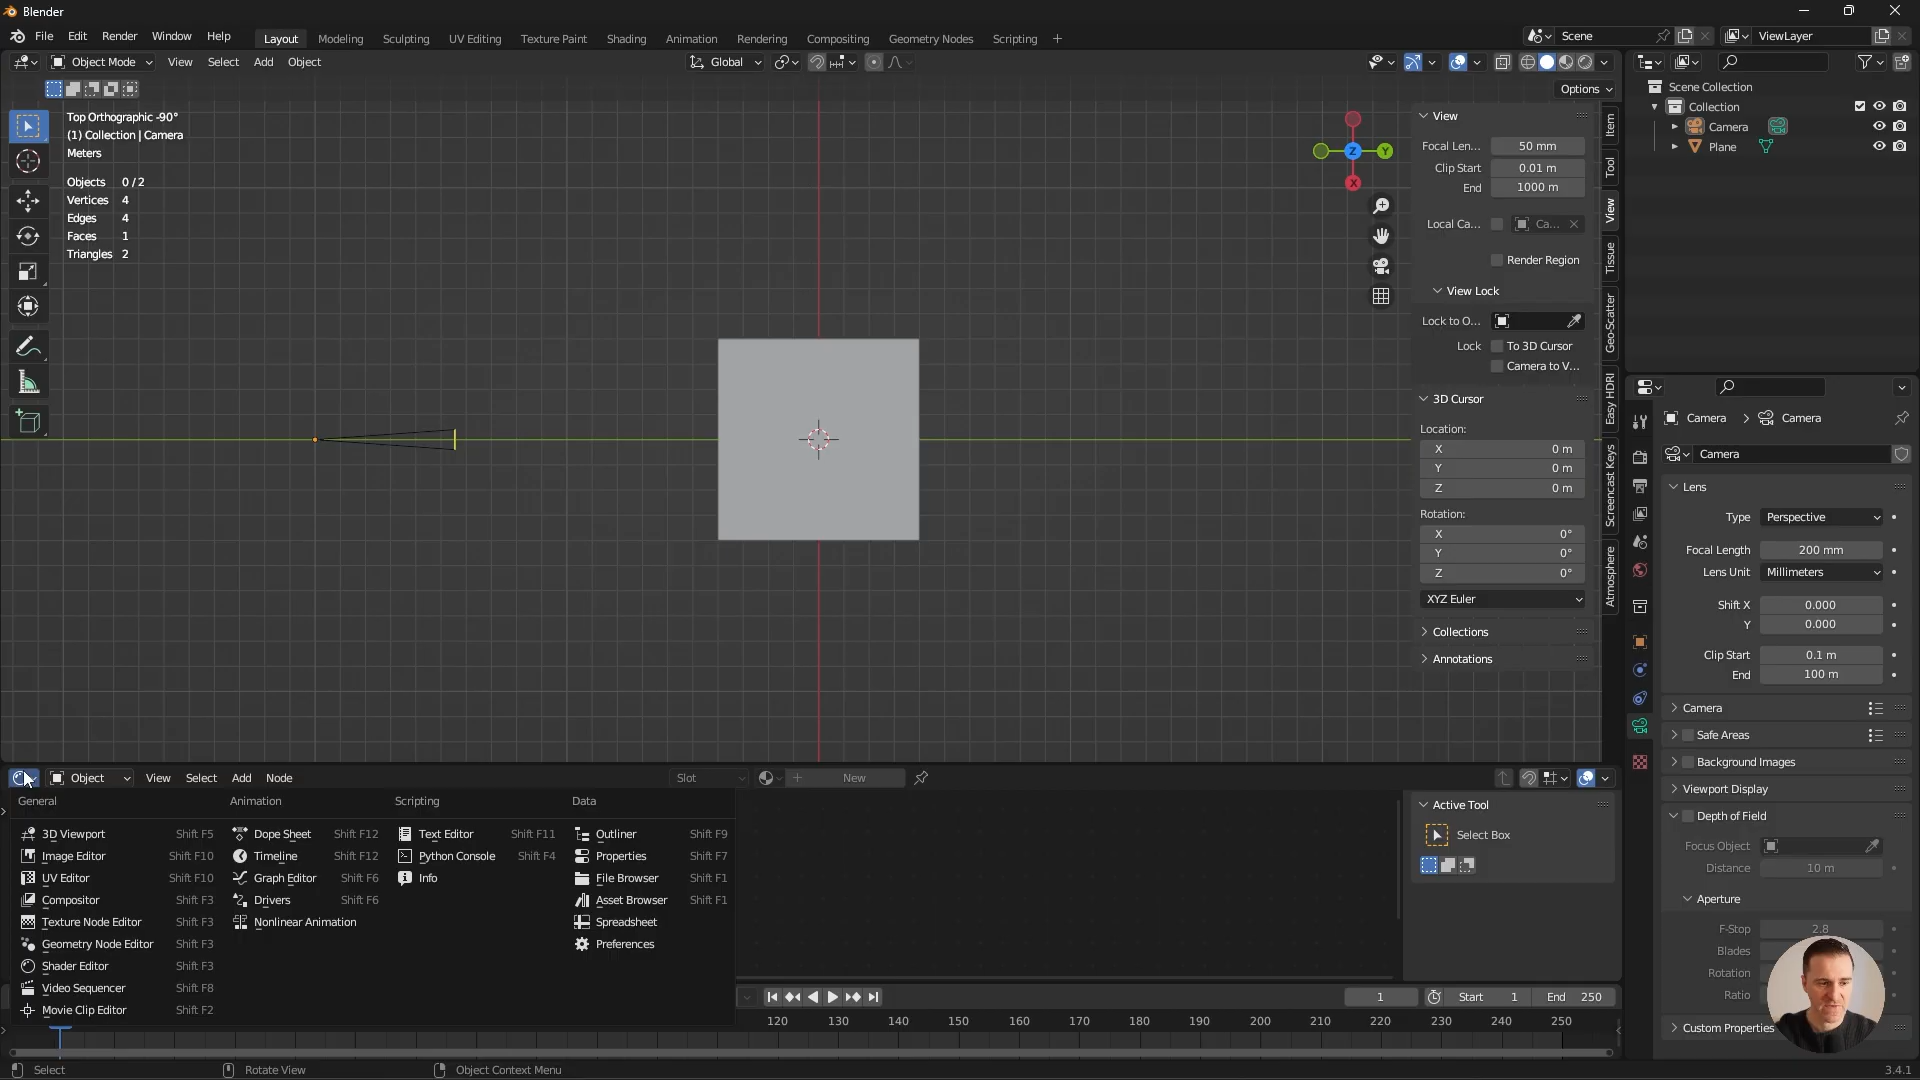 Blender
File Edit Render Window Help
Layout Modeling Sculpting UV Editing Texture Paint Shading Animation Rendering Compositing Geometry Nodes Scripting +
Scene
ViewLayer
Object Mode View Select Add Object
Global
Options
Top Orthographic -90°
(1) Collection | Camera
Meters
Objects 0/2
Vertices 4
Edges 4
Faces 1
Triangles 2
Z
Y
X
View
Focal Len... 50 mm
Clip Start 0.01 m
End 1000 m
Local Ca... Ca...
Render Region
View Lock
Lock to O...
Lock To 3D Cursor
Camera to V...
3D Cursor
Location:
X 0 m
Y 0 m
Z 0 m
Rotation:
X 0°
Y 0°
Z 0°
XYZ Euler
Collections
Annotations
Item
Tool
View
Tissue
Geo-Scatter
Easy HDRI
Screencast Keys
Atmosphere
Scene Collection
Collection
Camera
Plane
Camera > Camera
Camera
Lens
Type Perspective
Focal Length 200 mm
Lens Unit Millimeters
Shift X 0.000
Y 0.000
Clip Start 0.1 m
End 100 m
Camera
Safe Areas
Background Images
Viewport Display
Depth of Field
Focus Object
Distance 10 m
Aperture
F-Stop 2.8
Blades
Rotation
Ratio
Custom Properties
Object View Select Add Node
Slot
New
General
3D Viewport Shift F5
Image Editor Shift F10
UV Editor Shift F10
Compositor Shift F3
Texture Node Editor Shift F3
Geometry Node Editor Shift F3
Shader Editor Shift F3
Video Sequencer Shift F8
Movie Clip Editor Shift F2
Animation
Dope Sheet Shift F12
Timeline Shift F12
Graph Editor Shift F6
Drivers Shift F6
Nonlinear Animation
Scripting
Text Editor Shift F11
Python Console Shift F4
Info
Data
Outliner Shift F9
Properties Shift F7
File Browser Shift F1
Asset Browser Shift F1
Spreadsheet
Preferences
Active Tool
Select Box
1 Start 1 End 250
120 130 140 150 160 170 180 190 200 210 220 230 240 250
Select Rotate View Object Context Menu
3.4.1